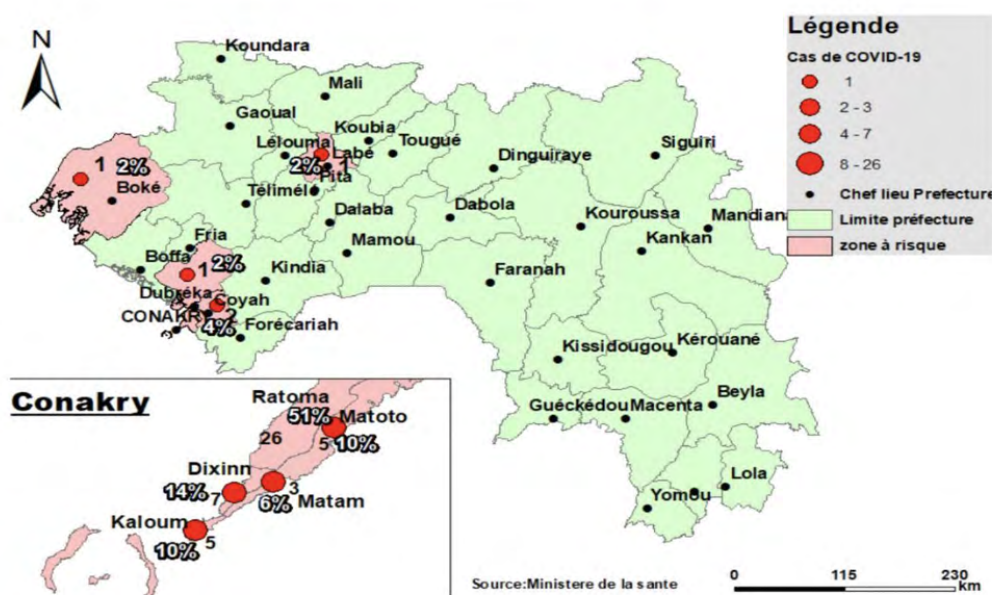 N
Koundara
Mali
Gaoual
Koubia
Lélouma
Tougué
Labé
2%
1
Pita
Siguiri
Dinguiraye
1
2%
Boké
Télimél
Dalaba
Dabola
Kouroussa
Mandiana
Fria
Mamou
Kankan
Boffa
1
2%
Kindia
Faranah
Dubréka
Coyah
CONAKRY
2
4%
Forécariah
Kissidougou
Kérouané
Beyla
Guéckédou
Macenta
Lola
Yomou
Légende
Cas de COVID-19
1
2 - 3
4 - 7
8 - 26
Chef lieu Prefecture
Limite préfecture
zone à risque
Conakry
Ratoma
51%
Matoto
26
5
10%
Dixinn
14%
7
3
6%
Matam
Kaloum
5
10%
Source:Ministere de la sante
0 115 230
km